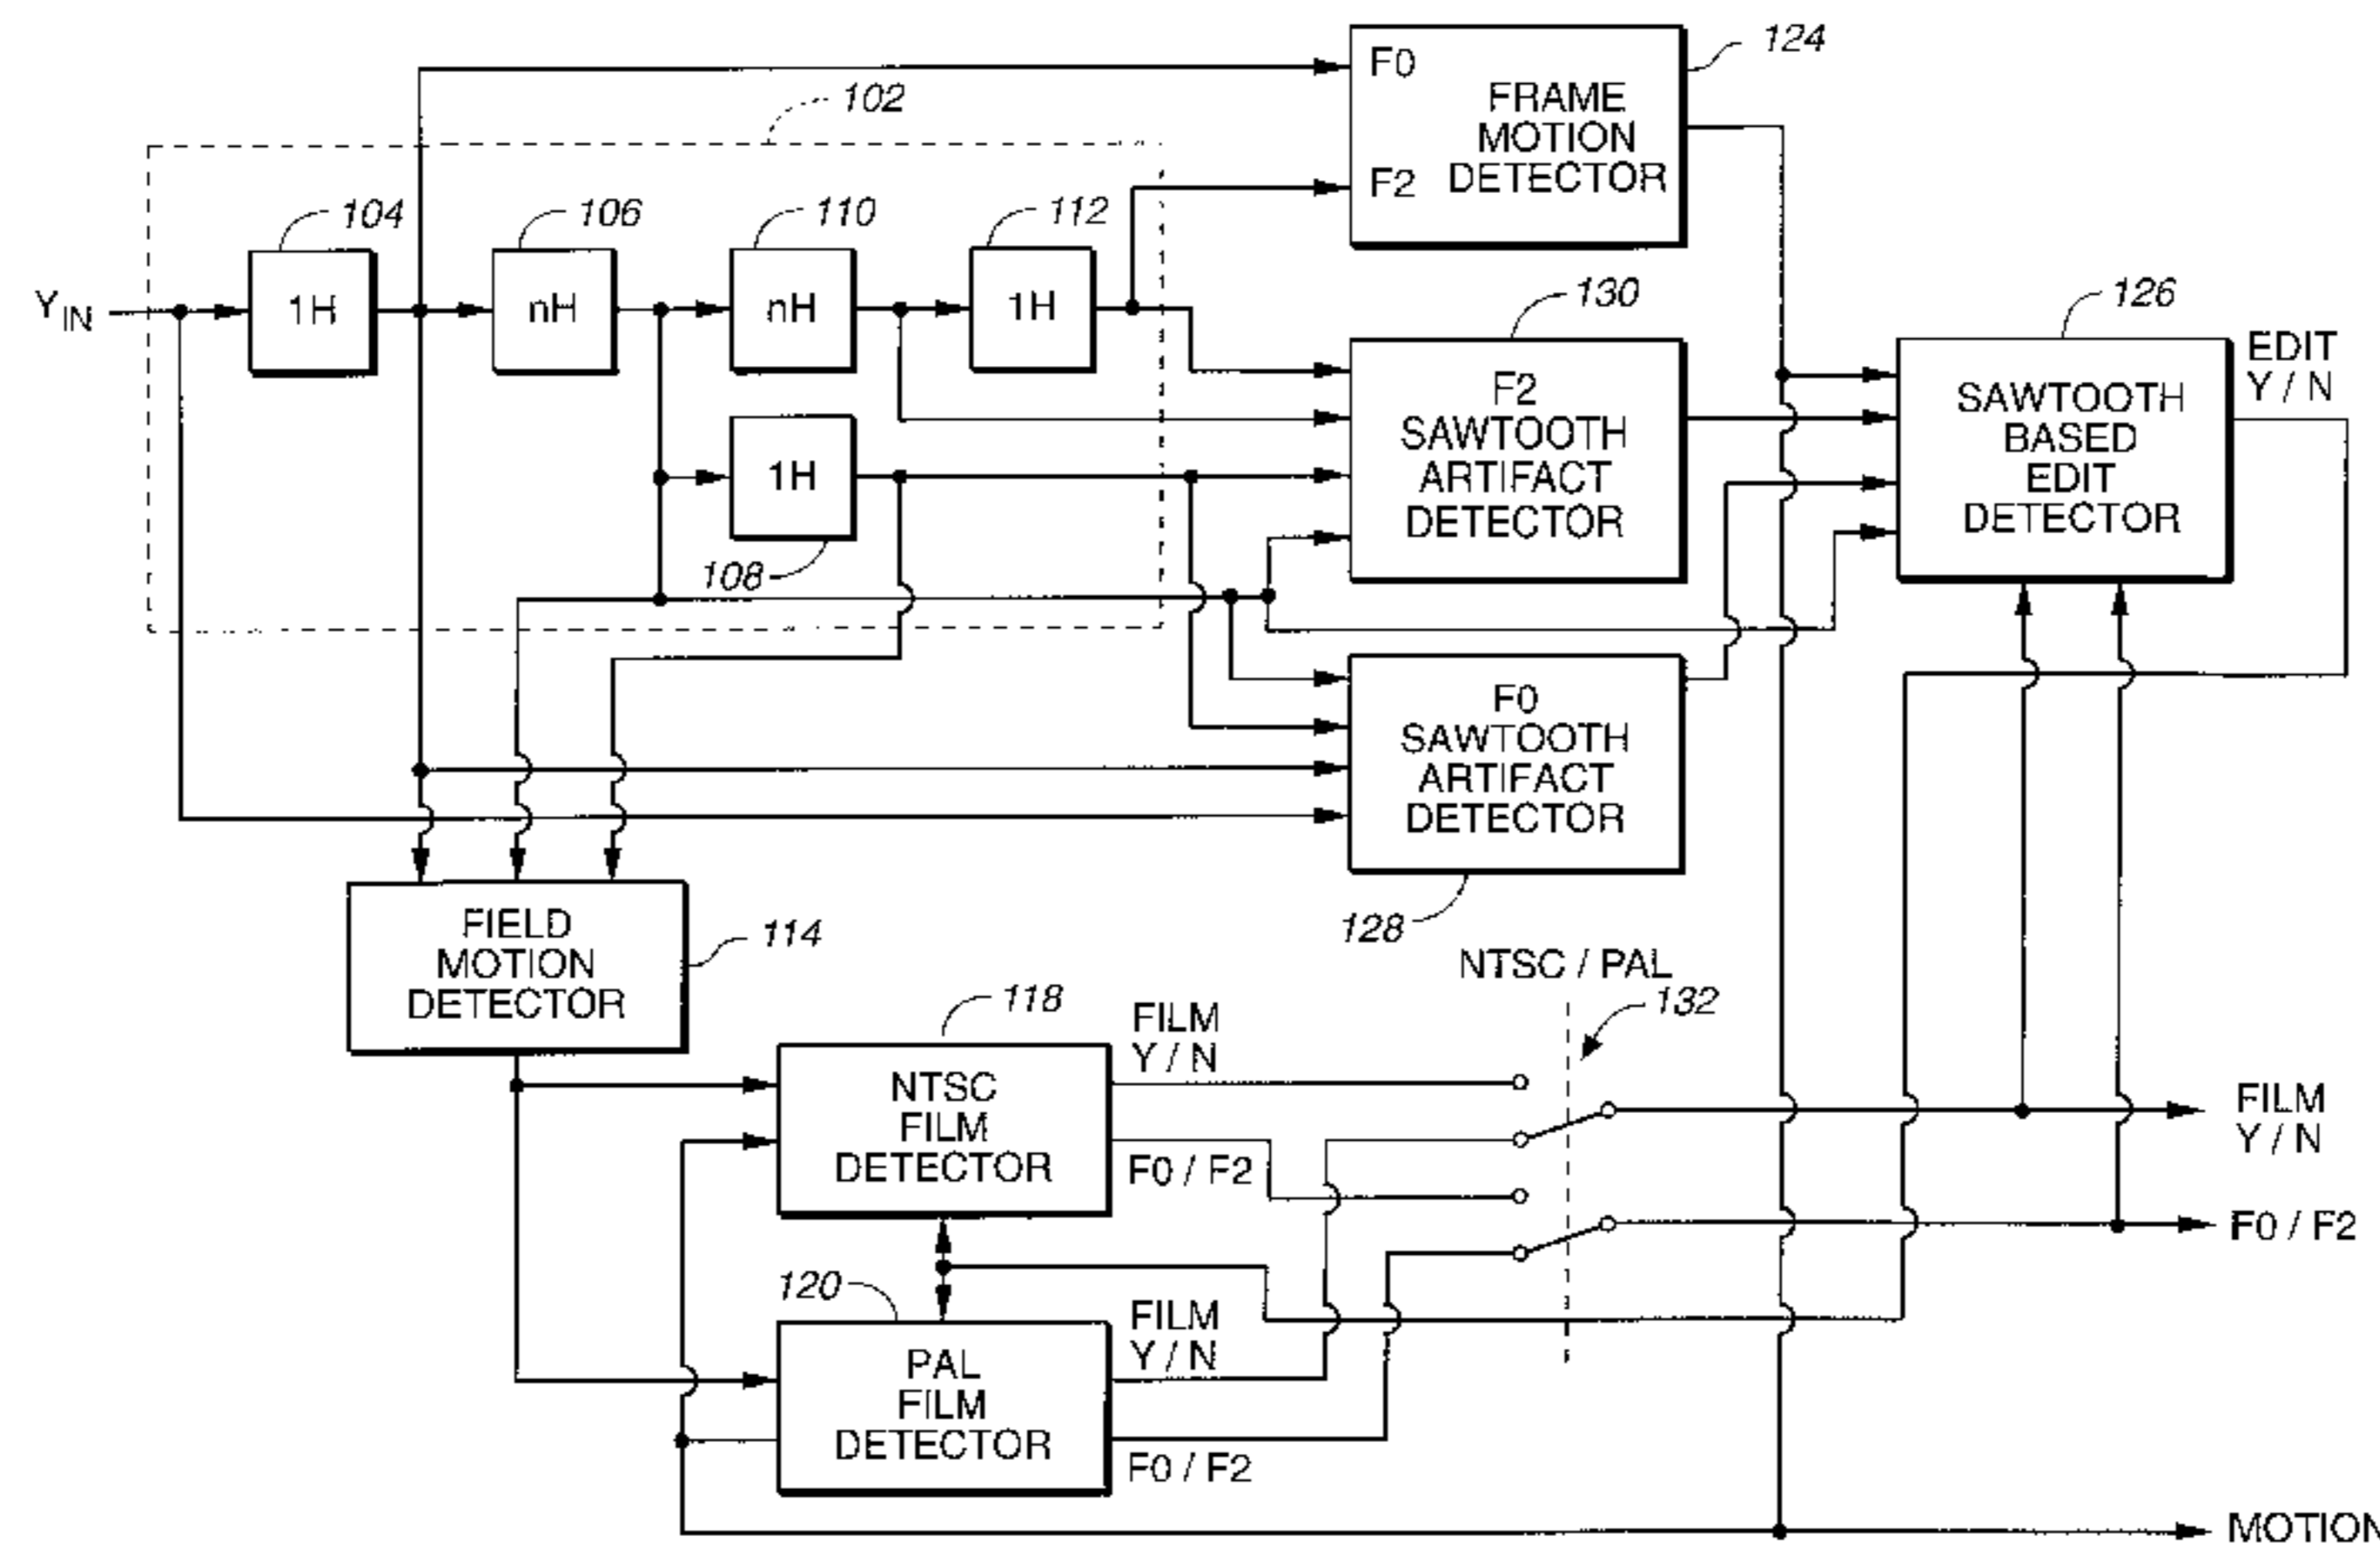 124
F0
FRAME
MOTION
DETECTOR
F2
102
104
106
110
112
YIN
1H
nH
nH
1H
130
126
EDIT
Y / N
F2
SAWTOOTH
ARTIFACT
DETECTOR
SAWTOOTH
BASED
EDIT
DETECTOR
1H
108
F0
SAWTOOTH
ARTIFACT
DETECTOR
128
FIELD
MOTION
DETECTOR
114
NTSC / PAL
132
118
FILM
Y / N
NTSC
FILM
DETECTOR
F0 / F2
FILM
Y / N
F0 / F2
120
FILM
Y / N
PAL
FILM
DETECTOR
F0 / F2
MOTION